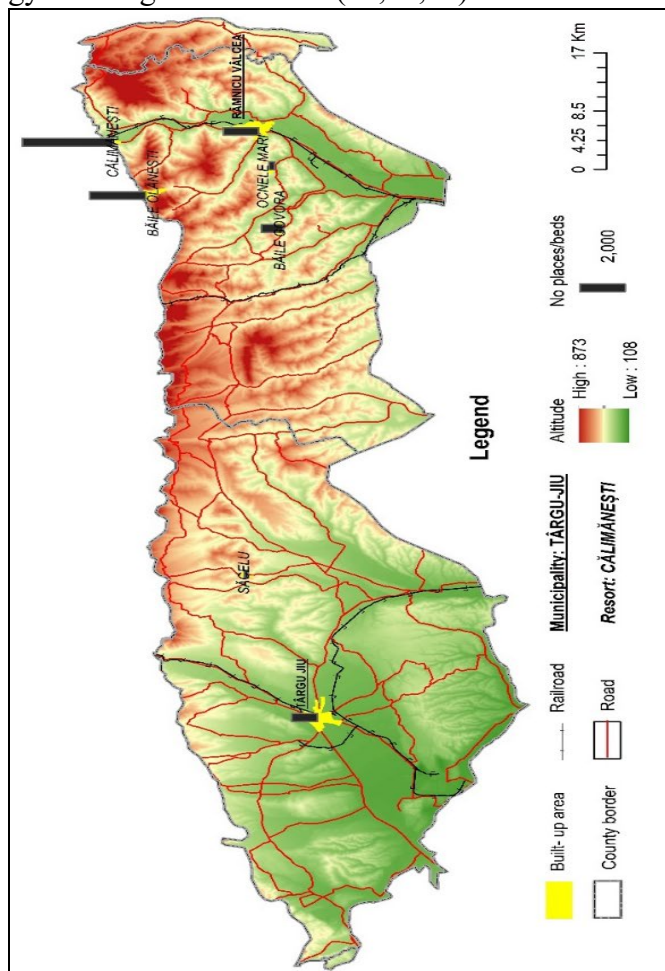 CĂLIMĂNEȘTI
BĂILE OLĂNEȘTI
RÂMNICU VÂLCEA
OCNELE MARI
BĂILE GOVORA
SĂCELU
TÂRGU JIU
Legend
Built- up area
County border
Railroad
Road
Municipality: TÂRGU-JIU
Resort: CĂLIMĂNEȘTI
Altitude
High : 873
Low : 108
No places/beds
2,000
0 4.25 8.5 17 Km